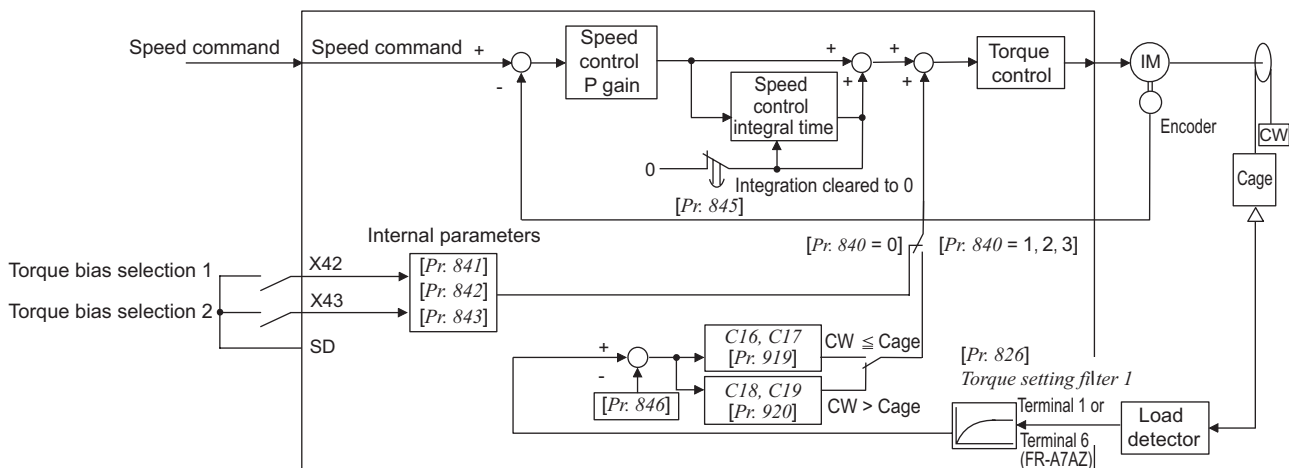 Speed command
Speed command
+
-
Speed
control
P gain
+
+
+
+
Torque
control
IM
Speed
control
integral time
Encoder
CW
0
Integration cleared to 0
[Pr. 845]
Cage
Internal parameters
[Pr. 840 = 0]
[Pr. 840 = 1, 2, 3]
Torque bias selection 1
X42
[Pr. 841]
[Pr. 842]
Torque bias selection 2
X43
[Pr. 843]
SD
+
-
C16, C17
[Pr. 919]
CW ≦ Cage
[Pr. 826]
Torque setting filter 1
[Pr. 846]
C18, C19
[Pr. 920]
CW > Cage
Terminal 1 or
Terminal 6
(FR-A7AZ)
Load
detector